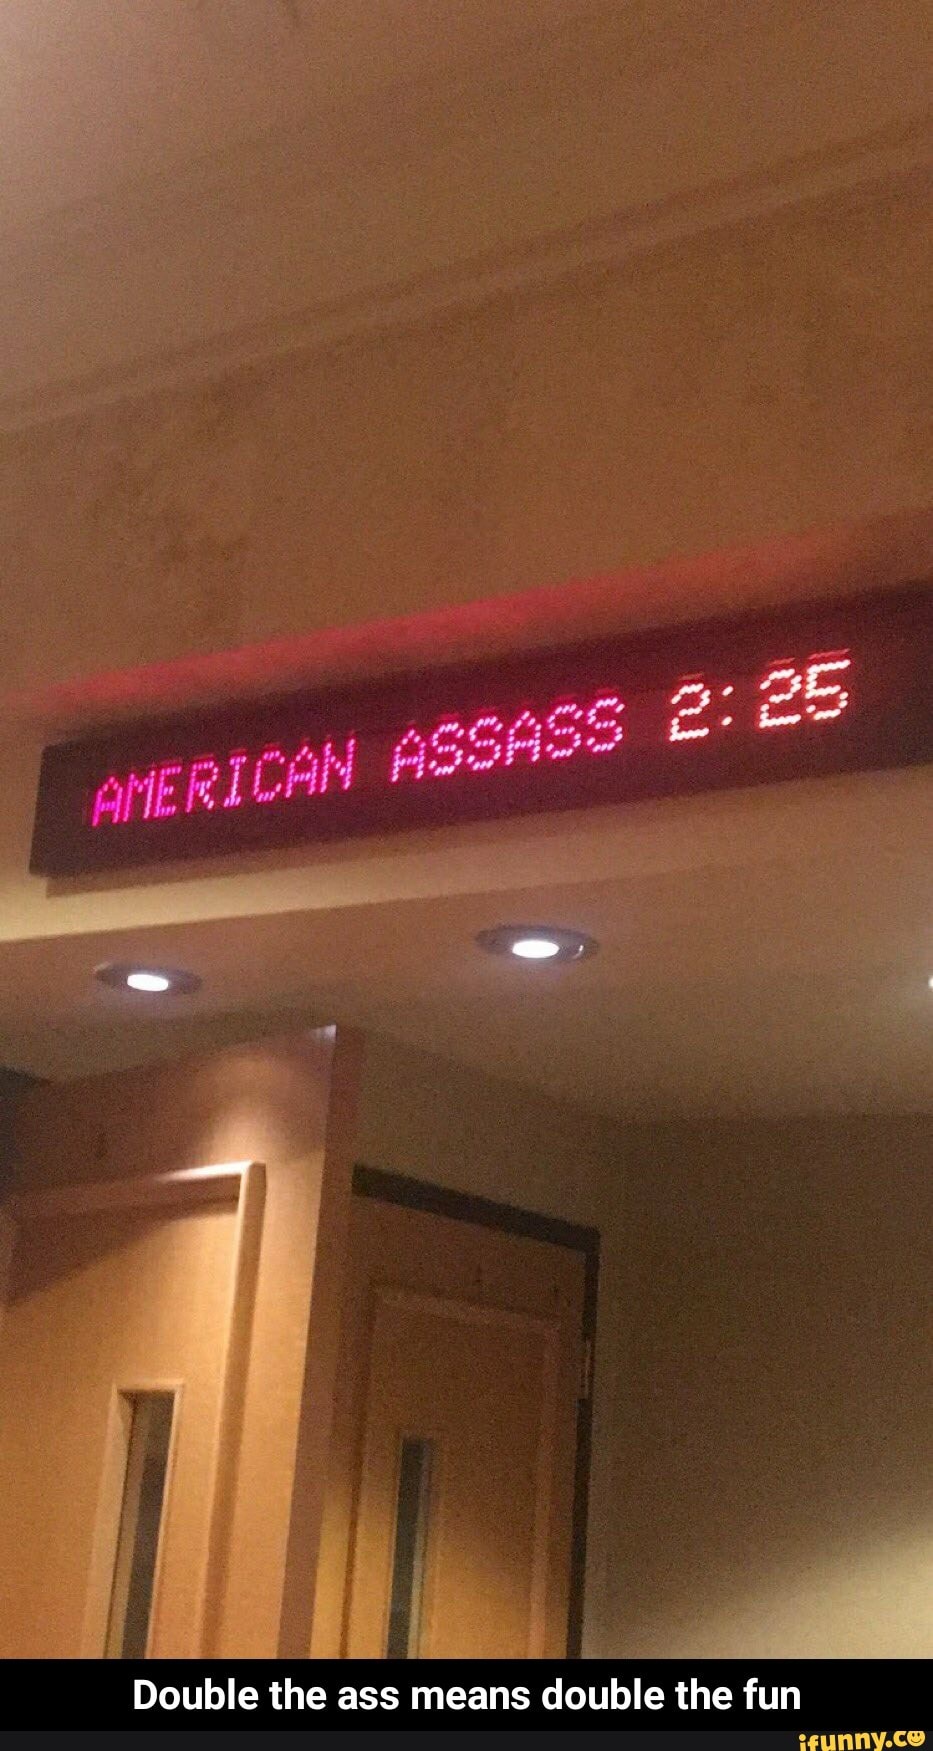 AMERICAN ASSASS 2:25
Double the ass means double the fun
ifunny.co